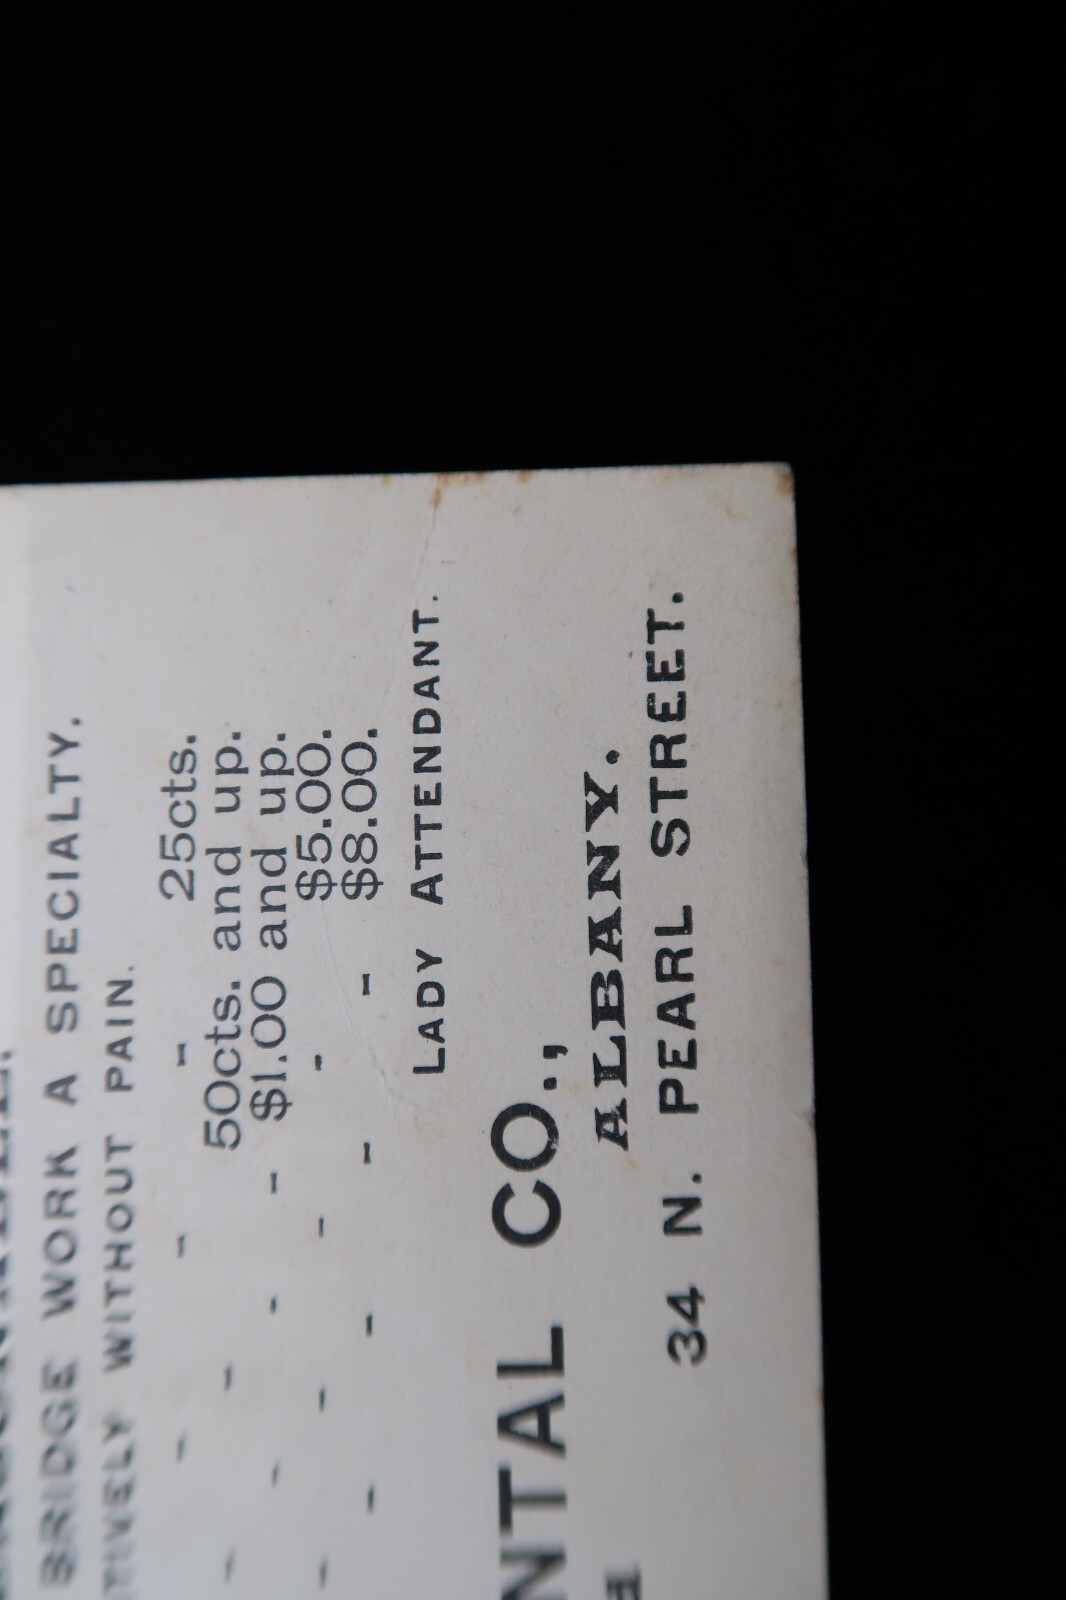 BRIDGE WORK A SPECIALTY.
TIVELY WITHOUT PAIN.
- - 25cts.
- - - 50cts. and up.
- - - $1.00 and up.
- - - - $5.00.
- - - - $8.00.
LADY ATTENDANT.
NTAL CO.,
ALBANY.
34 N. PEARL STREET.